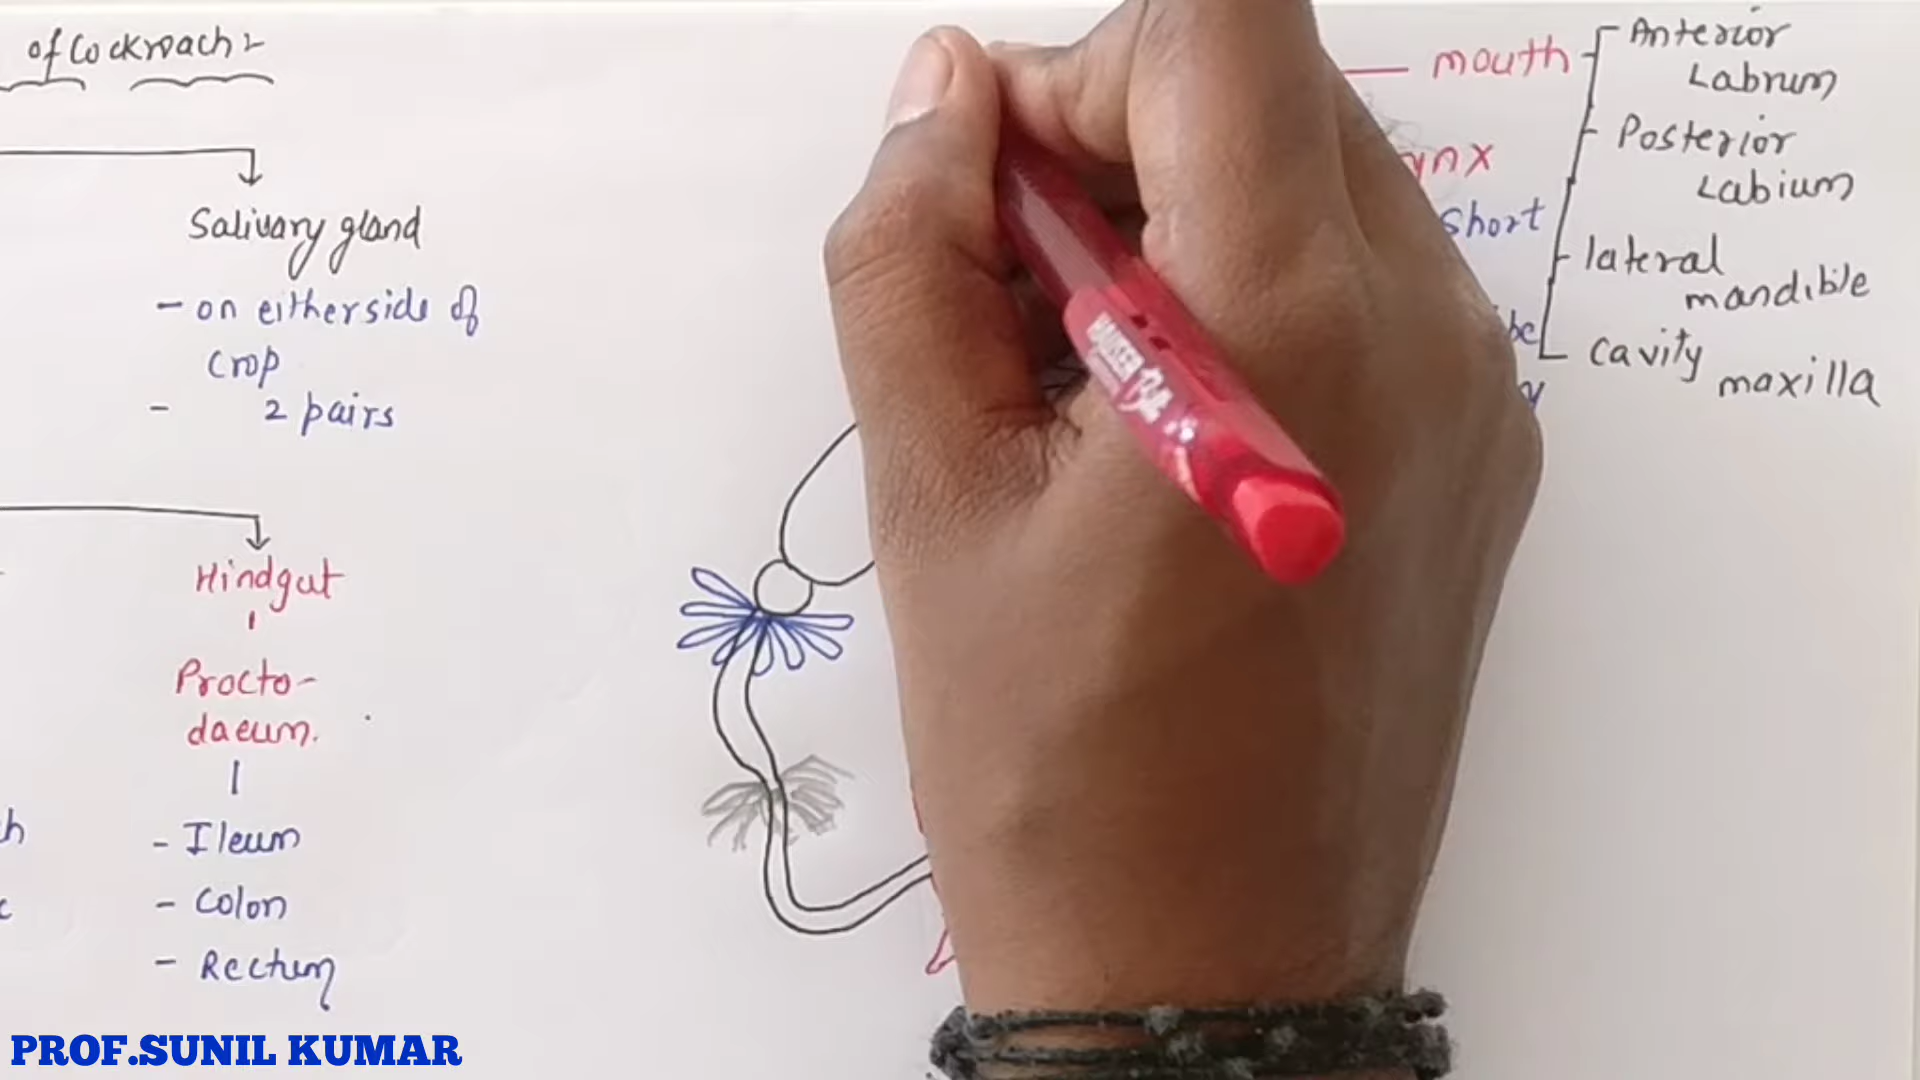 of Cockroach :
Salivary gland
- on either side of
crop
- 2 pairs
Hindgut
Procto-
daeum.
- Ileum
- Colon
- Rectum
mouth
Anterior
Labrum
Posterior
Labium
short
lateral
mandible
cavity
maxilla
HAUSER
PROF.SUNIL KUMAR